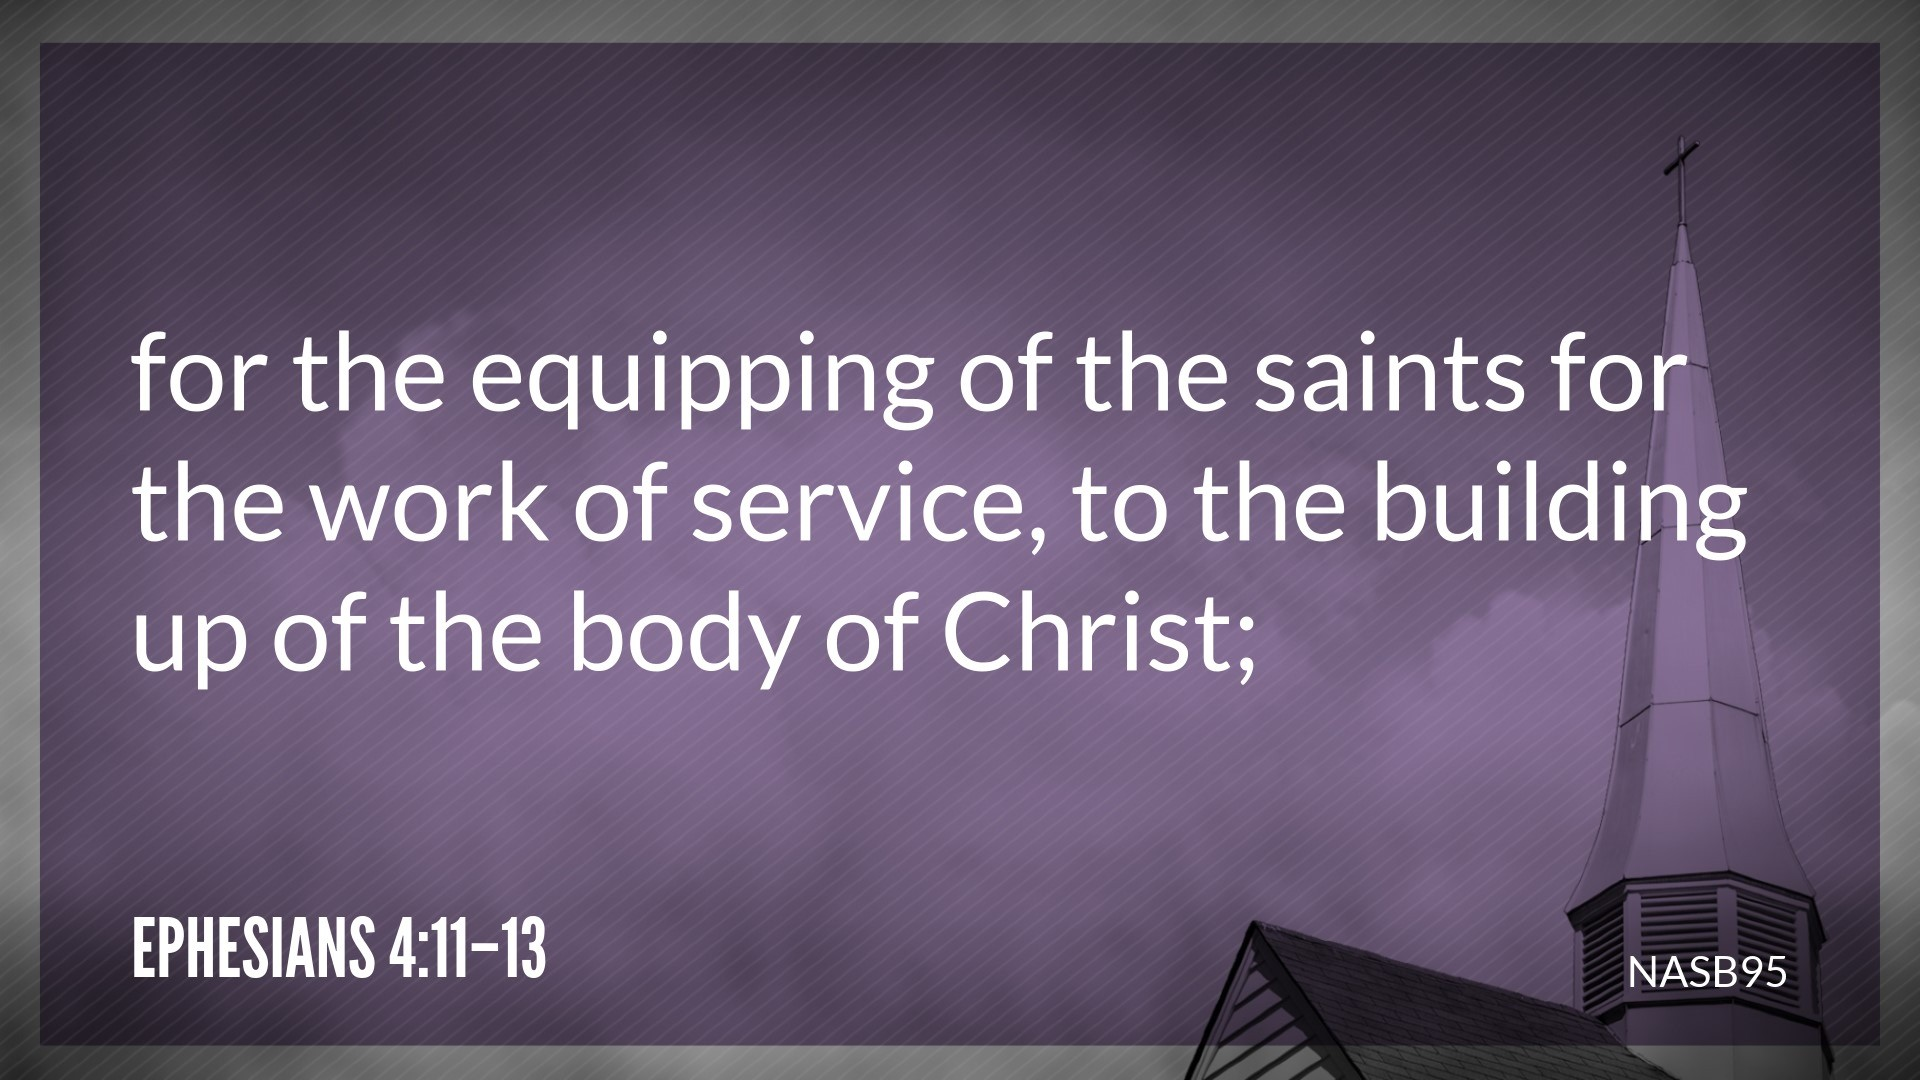 for the equipping of the saints for
the work of service, to the building
up of the body of Christ;
EPHESIANS 4:11–13
NASB95